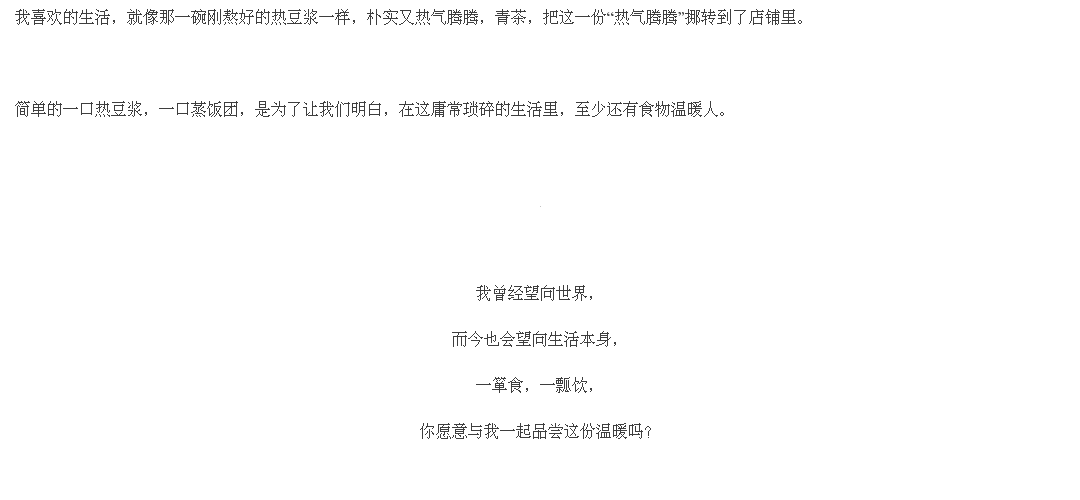 我喜欢的生活，就像那一碗刚熬好的热豆浆一样，朴实又热气腾腾，青茶，把这一份“热气腾腾”挪转到了店铺里。
简单的一口热豆浆，一口蒸饭团，是为了让我们明白，在这庸常琐碎的生活里，至少还有食物温暖人。
我曾经望向世界，
而今也会望向生活本身，
一箪食，一瓢饮，
你愿意与我一起品尝这份温暖吗？